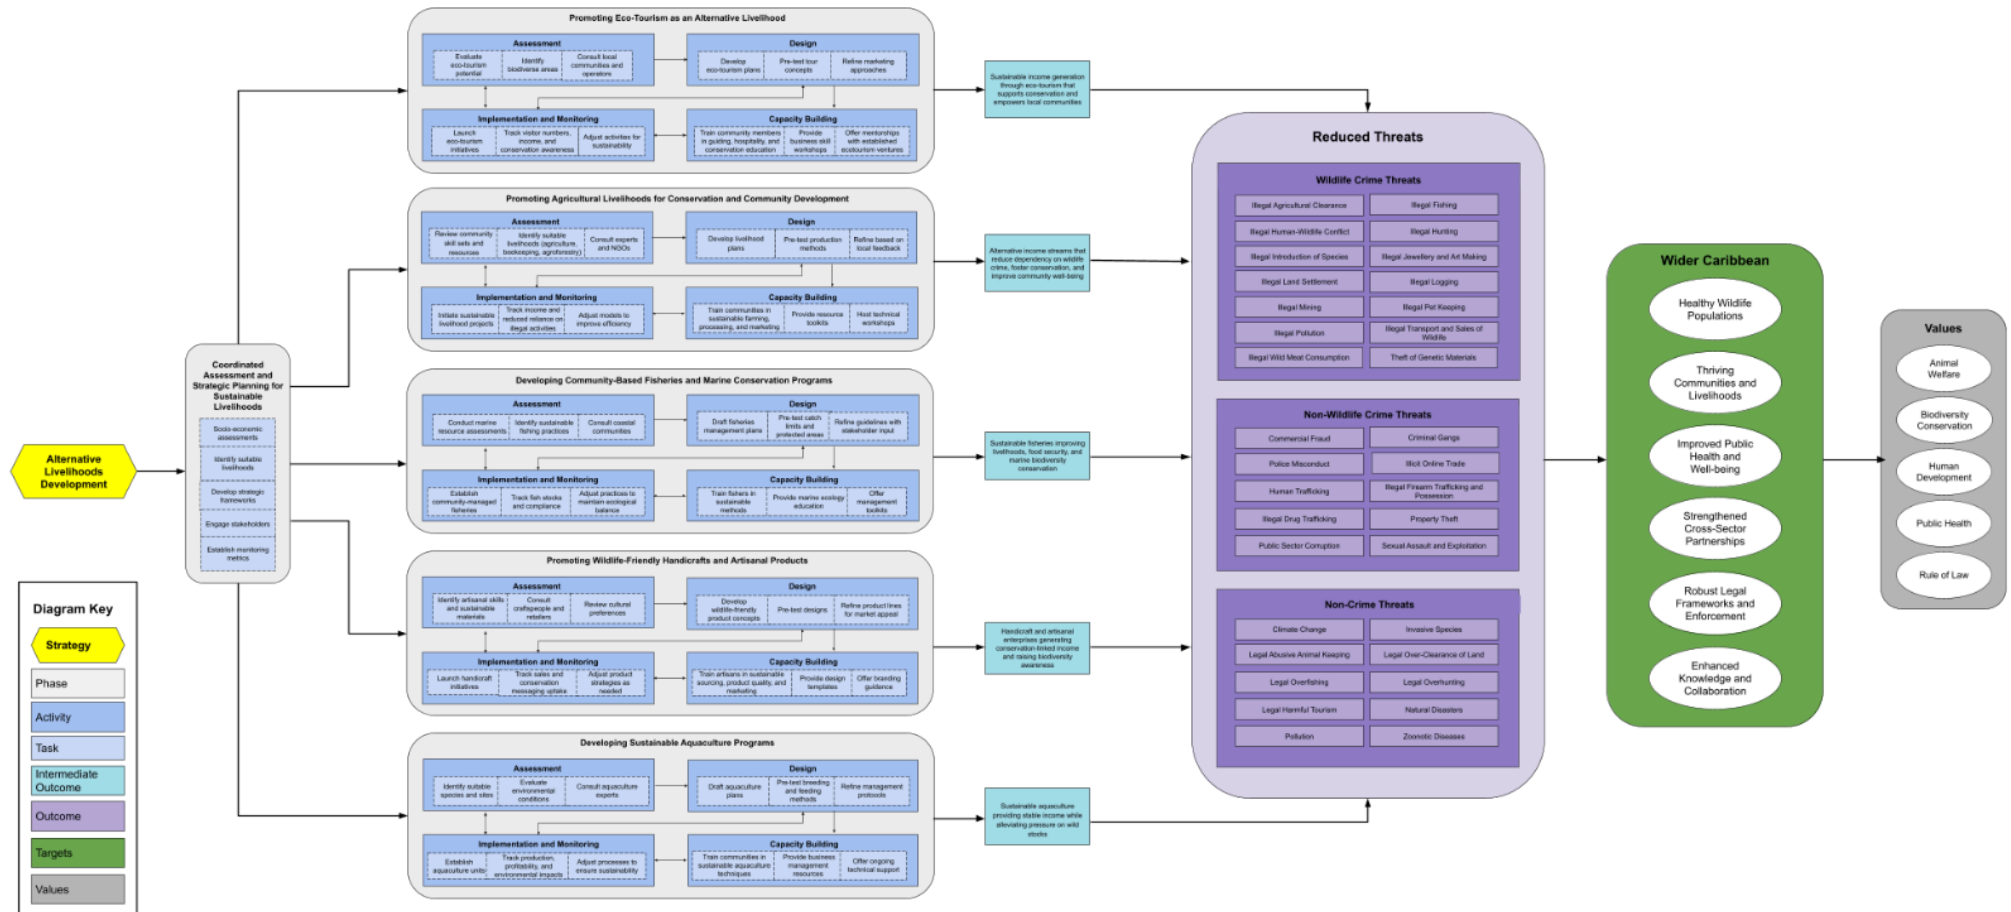 Promoting Eco-Tourism as an Alternative Livelihood
Assessment
Evaluate
eco-tourism
potential
Identify
biodiverse areas
Consult local
communities and
operators
Design
Develop
eco-tourism plans
Pre-test tour
concepts
Refine marketing
approaches
Implementation and Monitoring
Launch
eco-tourism
initiatives
Track visitor numbers,
income, and
conservation awareness
Adjust activities for
sustainability
Capacity Building
Train community members
in guiding, hospitality, and
conservation education
Provide
business skill
workshops
Offer mentorships
with established
ecotourism ventures
Sustainable income generation
through eco-tourism that
supports conservation and
empowers local communities
Promoting Agricultural Livelihoods for Conservation and Community Development
Assessment
Review community
skill sets and
resources
Identify suitable
livelihoods (agriculture,
beekeeping, agroforestry)
Consult experts
and NGOs
Design
Develop livelihood
plans
Pre-test production
methods
Refine based on
local feedback
Implementation and Monitoring
Initiate sustainable
livelihood projects
Track income and
reduced reliance on
illegal activities
Adjust models to
improve efficiency
Capacity Building
Train communities in
sustainable farming,
processing, and marketing
Provide resource
toolkits
Host technical
workshops
Alternative income streams that
reduce dependency on wildlife
crime, foster conservation, and
improve community well-being
Coordinated
Assessment and
Strategic Planning for
Sustainable
Livelihoods
Socio-economic
assessments
Identify suitable
livelihoods
Develop strategic
frameworks
Engage stakeholders
Establish monitoring
metrics
Alternative
Livelihoods
Development
Developing Community-Based Fisheries and Marine Conservation Programs
Assessment
Conduct marine
resource assessments
Identify sustainable
fishing practices
Consult coastal
communities
Design
Draft fisheries
management plans
Pre-test catch
limits and
protected areas
Refine guidelines with
stakeholder input
Implementation and Monitoring
Establish
community-managed
fisheries
Track fish stocks
and compliance
Adjust practices to
maintain ecological
balance
Capacity Building
Train fishers in
sustainable
methods
Provide marine ecology
education
Offer
management
toolkits
Sustainable fisheries improving
livelihoods, food security, and
marine biodiversity
conservation
Promoting Wildlife-Friendly Handicrafts and Artisanal Products
Assessment
Identify artisanal skills
and sustainable
materials
Consult
craftspeople and
retailers
Review cultural
preferences
Design
Develop
wildlife-friendly
product concepts
Pre-test designs
Refine product lines
for market appeal
Implementation and Monitoring
Launch handicraft
initiatives
Track sales and
conservation
messaging uptake
Adjust product
strategies as
needed
Capacity Building
Train artisans in sustainable
sourcing, product quality, and
marketing
Provide design
templates
Offer branding
guidance
Handicraft and artisanal
enterprises generating
conservation-linked income
and raising biodiversity
awareness
Developing Sustainable Aquaculture Programs
Assessment
Identify suitable
species and sites
Evaluate
environmental
conditions
Consult aquaculture
experts
Design
Draft aquaculture
plans
Pre-test breeding
and feeding
methods
Refine management
protocols
Implementation and Monitoring
Establish
aquaculture units
Track production,
profitability, and
environmental impacts
Adjust processes to
ensure sustainability
Capacity Building
Train communities in
sustainable aquaculture
techniques
Provide business
management
resources
Offer ongoing
technical support
Sustainable aquaculture
providing stable income while
alleviating pressure on wild
stocks
Reduced Threats
Wildlife Crime Threats
Illegal Agricultural Clearance
Illegal Fishing
Illegal Human-Wildlife Conflict
Illegal Hunting
Illegal Introduction of Species
Illegal Jewellery and Art Making
Illegal Land Settlement
Illegal Logging
Illegal Mining
Illegal Pet Keeping
Illegal Pollution
Illegal Transport and Sales of
Wildlife
Illegal Wild Meat Consumption
Theft of Genetic Materials
Non-Wildlife Crime Threats
Commercial Fraud
Criminal Gangs
Police Misconduct
Illicit Online Trade
Human Trafficking
Illegal Firearm Trafficking and
Possession
Illegal Drug Trafficking
Property Theft
Public Sector Corruption
Sexual Assault and Exploitation
Non-Crime Threats
Climate Change
Invasive Species
Legal Abusive Animal Keeping
Legal Over-Clearance of Land
Legal Overfishing
Legal Overhunting
Legal Harmful Tourism
Natural Disasters
Pollution
Zoonotic Diseases
Wider Caribbean
Healthy Wildlife
Populations
Thriving
Communities and
Livelihoods
Improved Public
Health and
Well-being
Strengthened
Cross-Sector
Partnerships
Robust Legal
Frameworks and
Enforcement
Enhanced
Knowledge and
Collaboration
Values
Animal
Welfare
Biodiversity
Conservation
Human
Development
Public Health
Rule of Law
Diagram Key
Strategy
Phase
Activity
Task
Intermediate
Outcome
Outcome
Targets
Values